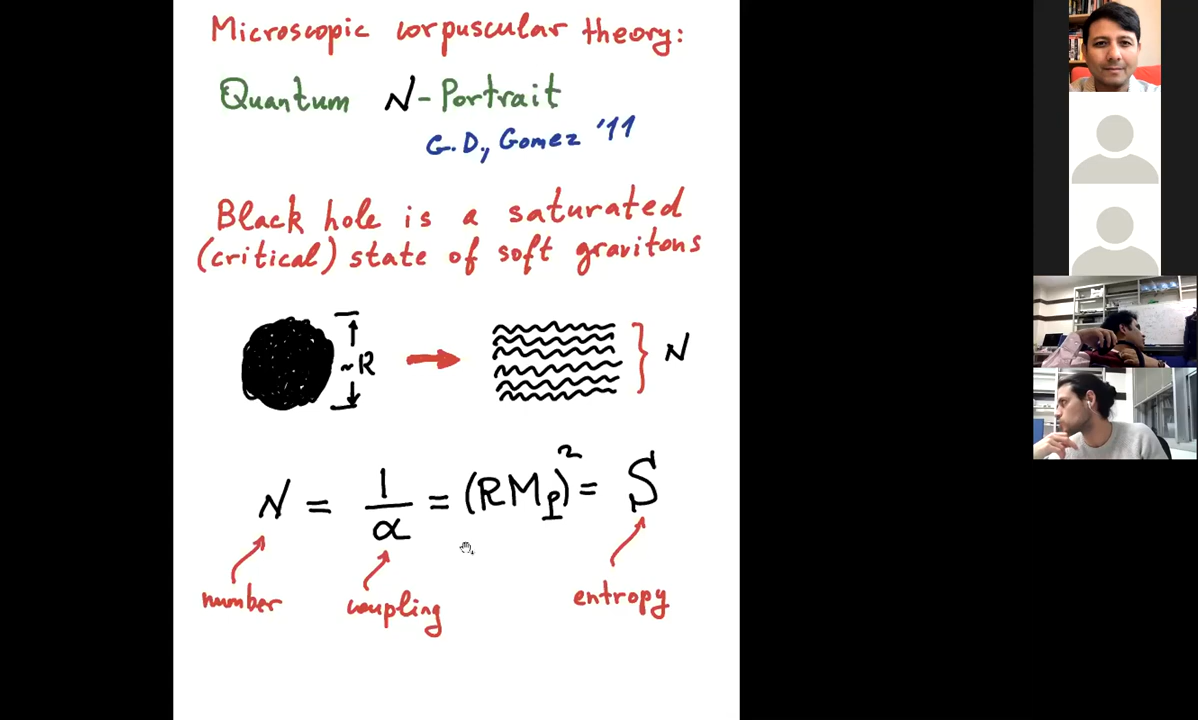 Microscopic corpuscular theory:
Quantum N-Portrait
G.D., Gomez '11
Black hole is a saturated
(critical) state of soft gravitons
~R
N
N = 1/α = (RM_P)² = S
number coupling entropy